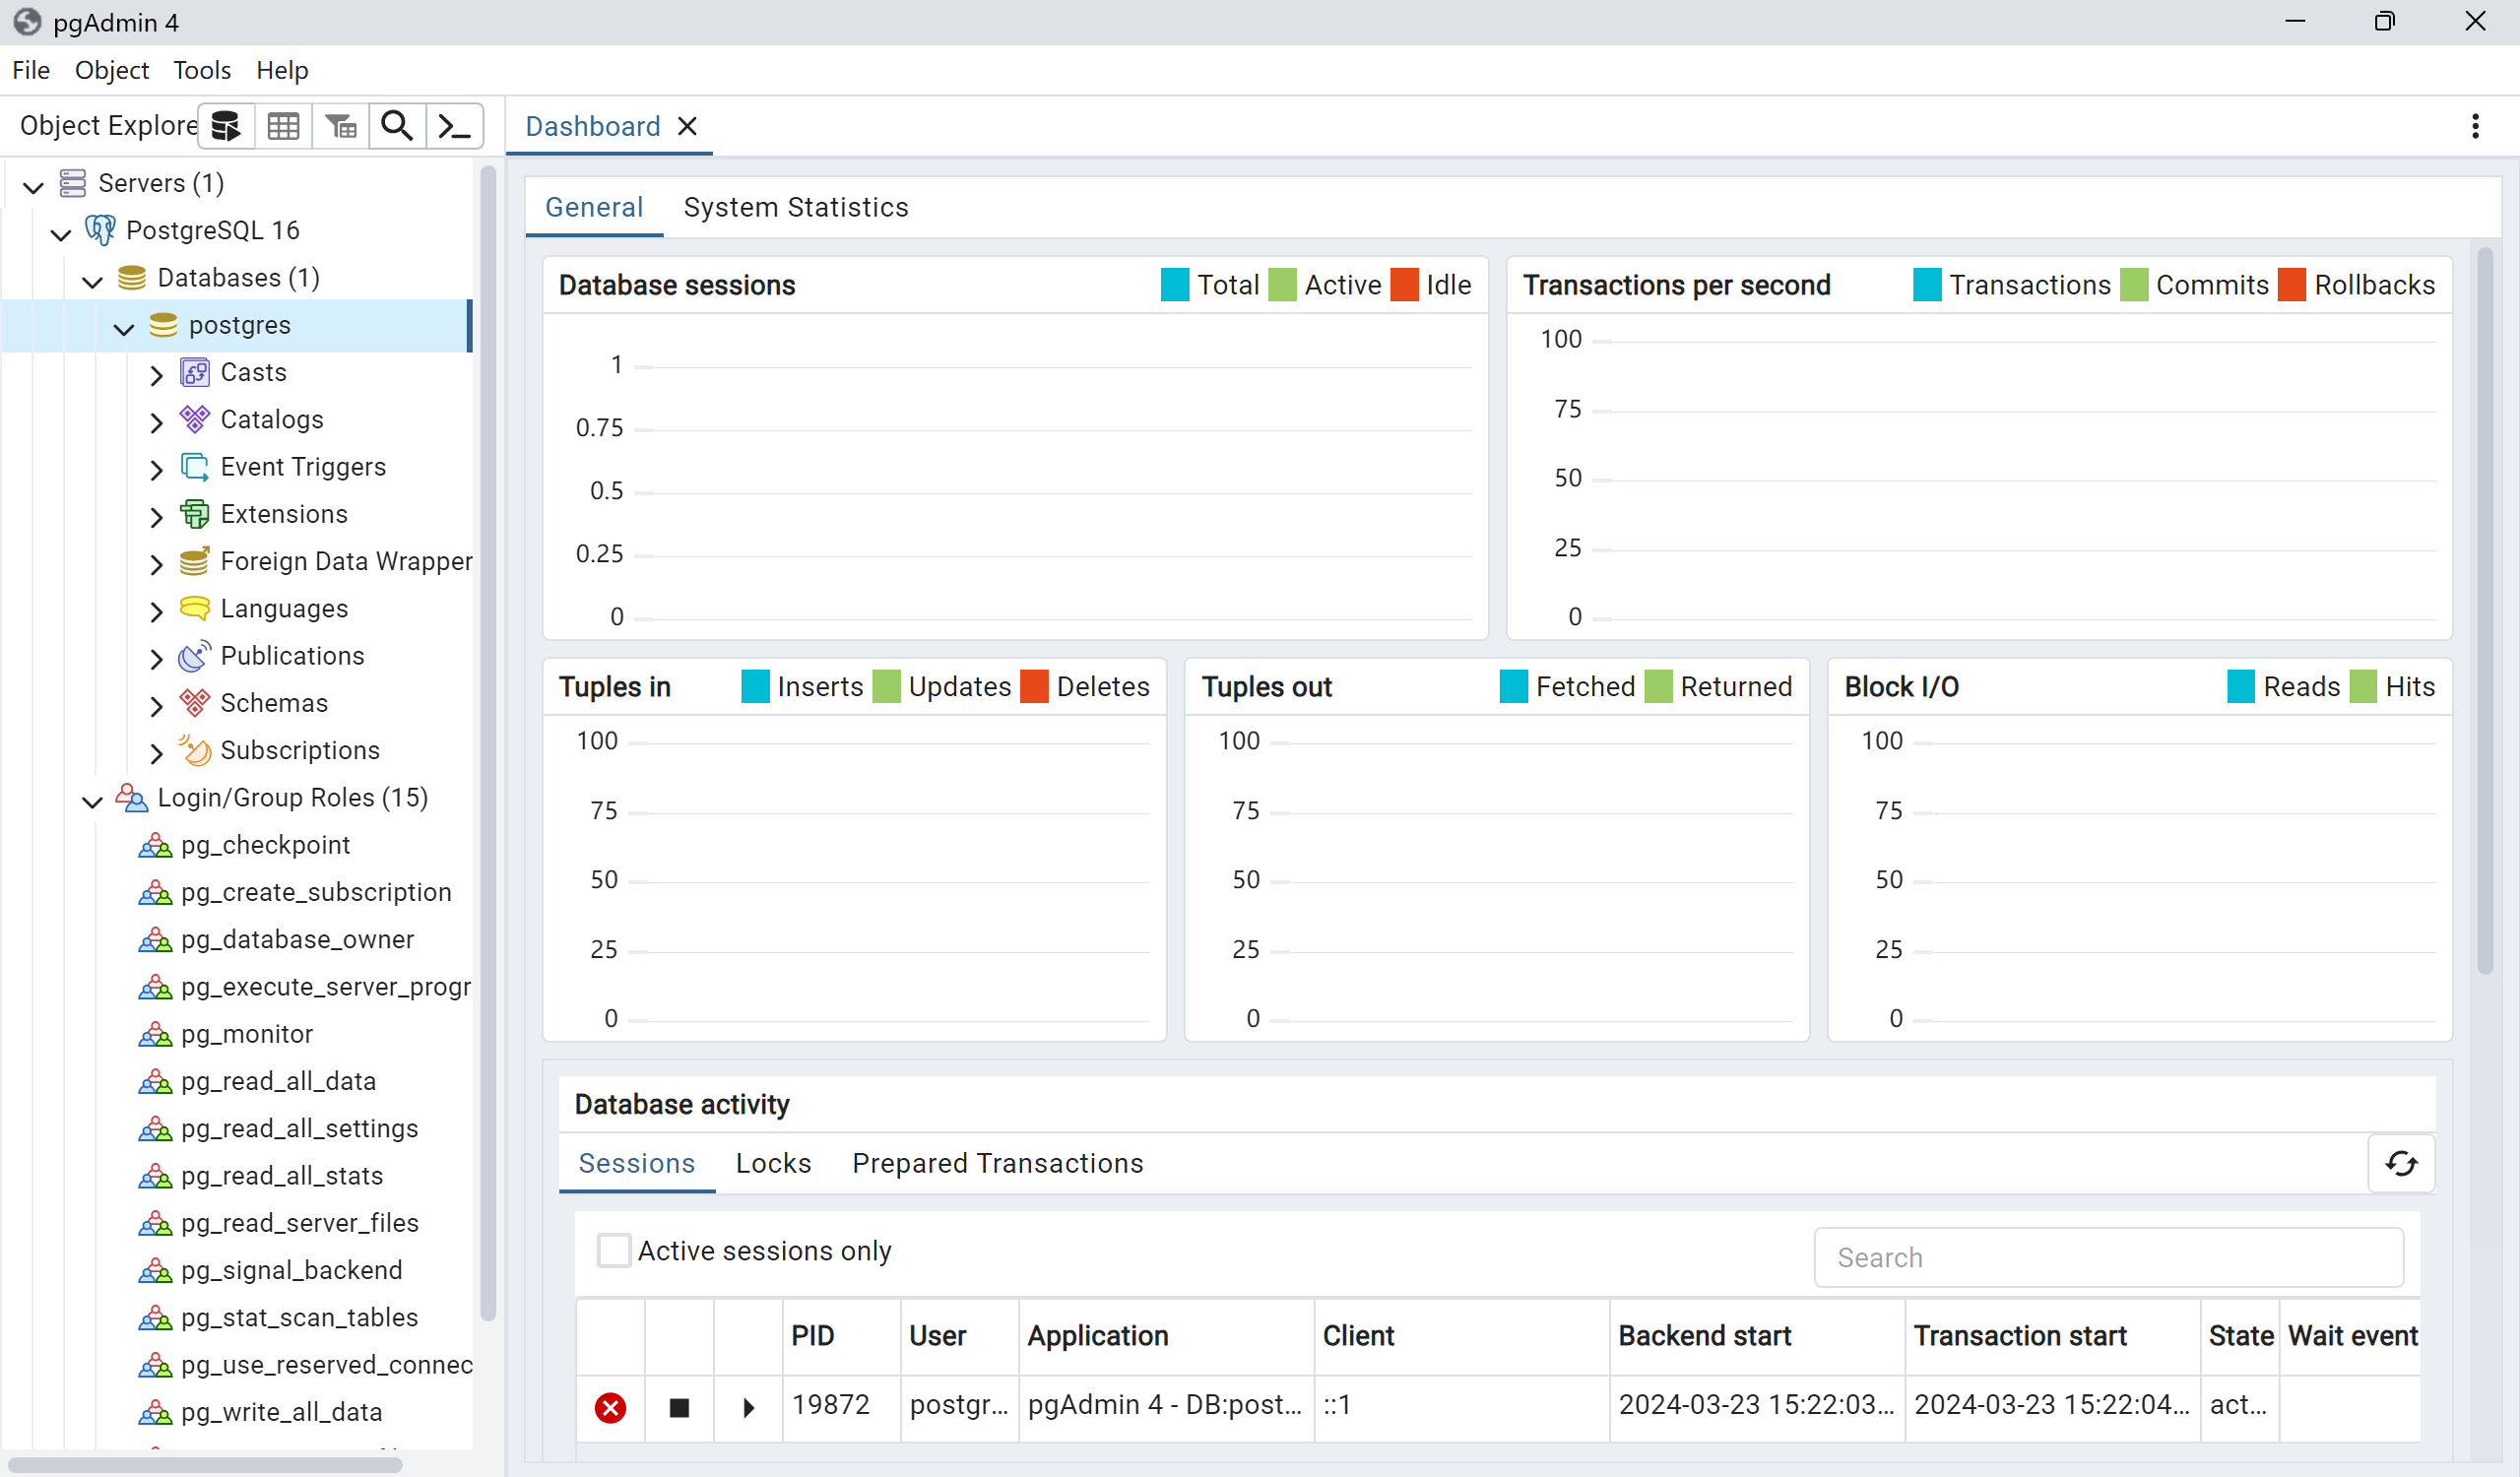 pgAdmin 4
File Object Tools Help
Object Explore
Dashboard
Servers (1)
PostgreSQL 16
Databases (1)
postgres
Casts
Catalogs
Event Triggers
Extensions
Foreign Data Wrapper
Languages
Publications
Schemas
Subscriptions
Login/Group Roles (15)
pg_checkpoint
pg_create_subscription
pg_database_owner
pg_execute_server_progr
pg_monitor
pg_read_all_data
pg_read_all_settings
pg_read_all_stats
pg_read_server_files
pg_signal_backend
pg_stat_scan_tables
pg_use_reserved_connec
pg_write_all_data
General System Statistics
Database sessions Total Active Idle
1
0.75
0.5
0.25
0
Transactions per second Transactions Commits Rollbacks
100
75
50
25
0
Tuples in Inserts Updates Deletes
100
75
50
25
0
Tuples out Fetched Returned
100
75
50
25
0
Block I/O Reads Hits
100
75
50
25
0
Database activity
Sessions Locks Prepared Transactions
Active sessions only Search
PID User Application Client Backend start Transaction start State Wait event
19872 postgr... pgAdmin 4 - DB:post... ::1 2024-03-23 15:22:03... 2024-03-23 15:22:04... act...